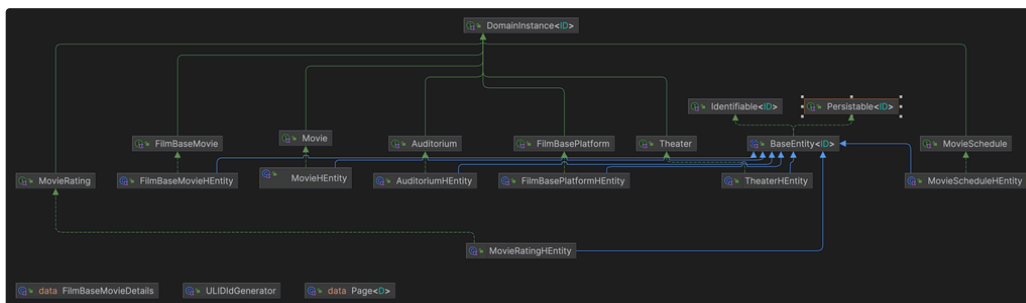 DomainInstance<ID>
Identifiable<ID>
Persistable<ID>
FilmBaseMovie
Movie
Auditorium
FilmBasePlatform
Theater
BaseEntity<ID>
MovieSchedule
MovieRating
FilmBaseMovieHEntity
MovieHEntity
AuditoriumHEntity
FilmBasePlatformHEntity
TheaterHEntity
MovieScheduleHEntity
MovieRatingHEntity
data FilmBaseMovieDetails
ULIDIdGenerator
data Page<D>